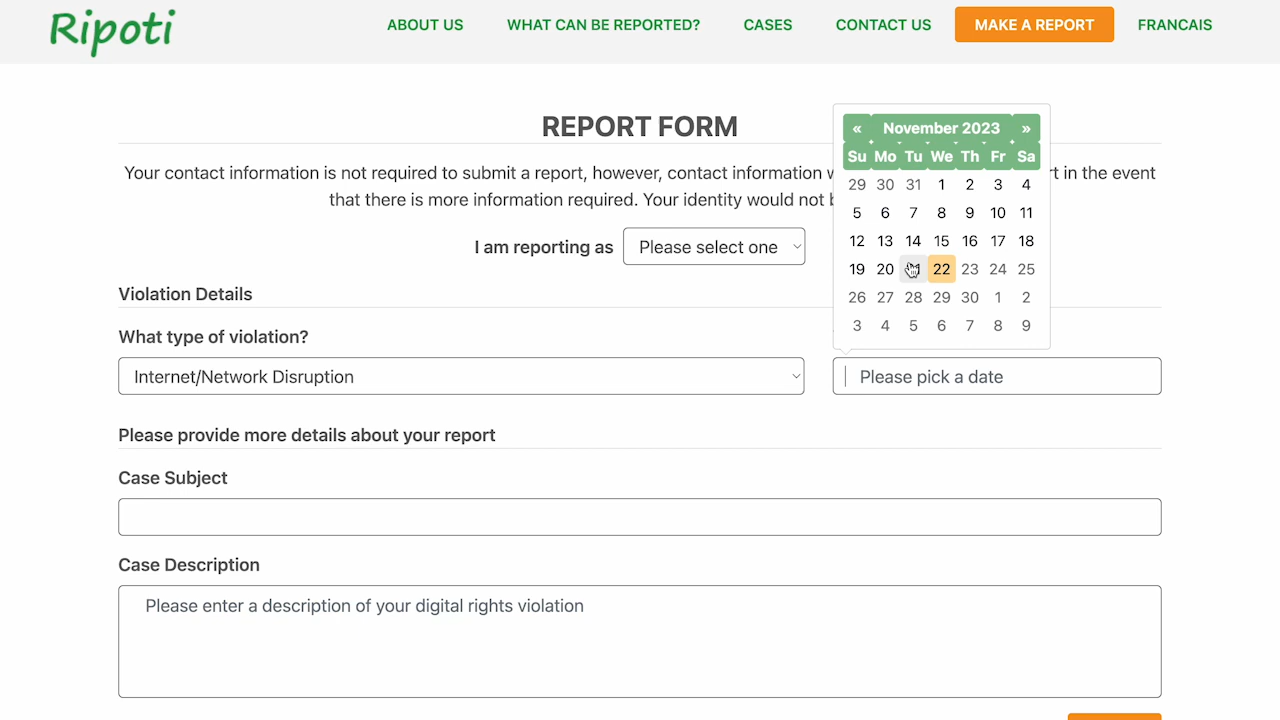 Ripoti
ABOUT US
WHAT CAN BE REPORTED?
CASES
CONTACT US
MAKE A REPORT
FRANCAIS
REPORT FORM
Your contact information is not required to submit a report, however, contact information
in the event
that there is more information required. Your identity would not
I am reporting as
Please select one
« November 2023 »
Su Mo Tu We Th Fr Sa
29 30 31 1 2 3 4
5 6 7 8 9 10 11
12 13 14 15 16 17 18
19 20 22 23 24 25
26 27 28 29 30 1 2
3 4 5 6 7 8 9
Violation Details
What type of violation?
Internet/Network Disruption
Please pick a date
Please provide more details about your report
Case Subject
Case Description
Please enter a description of your digital rights violation